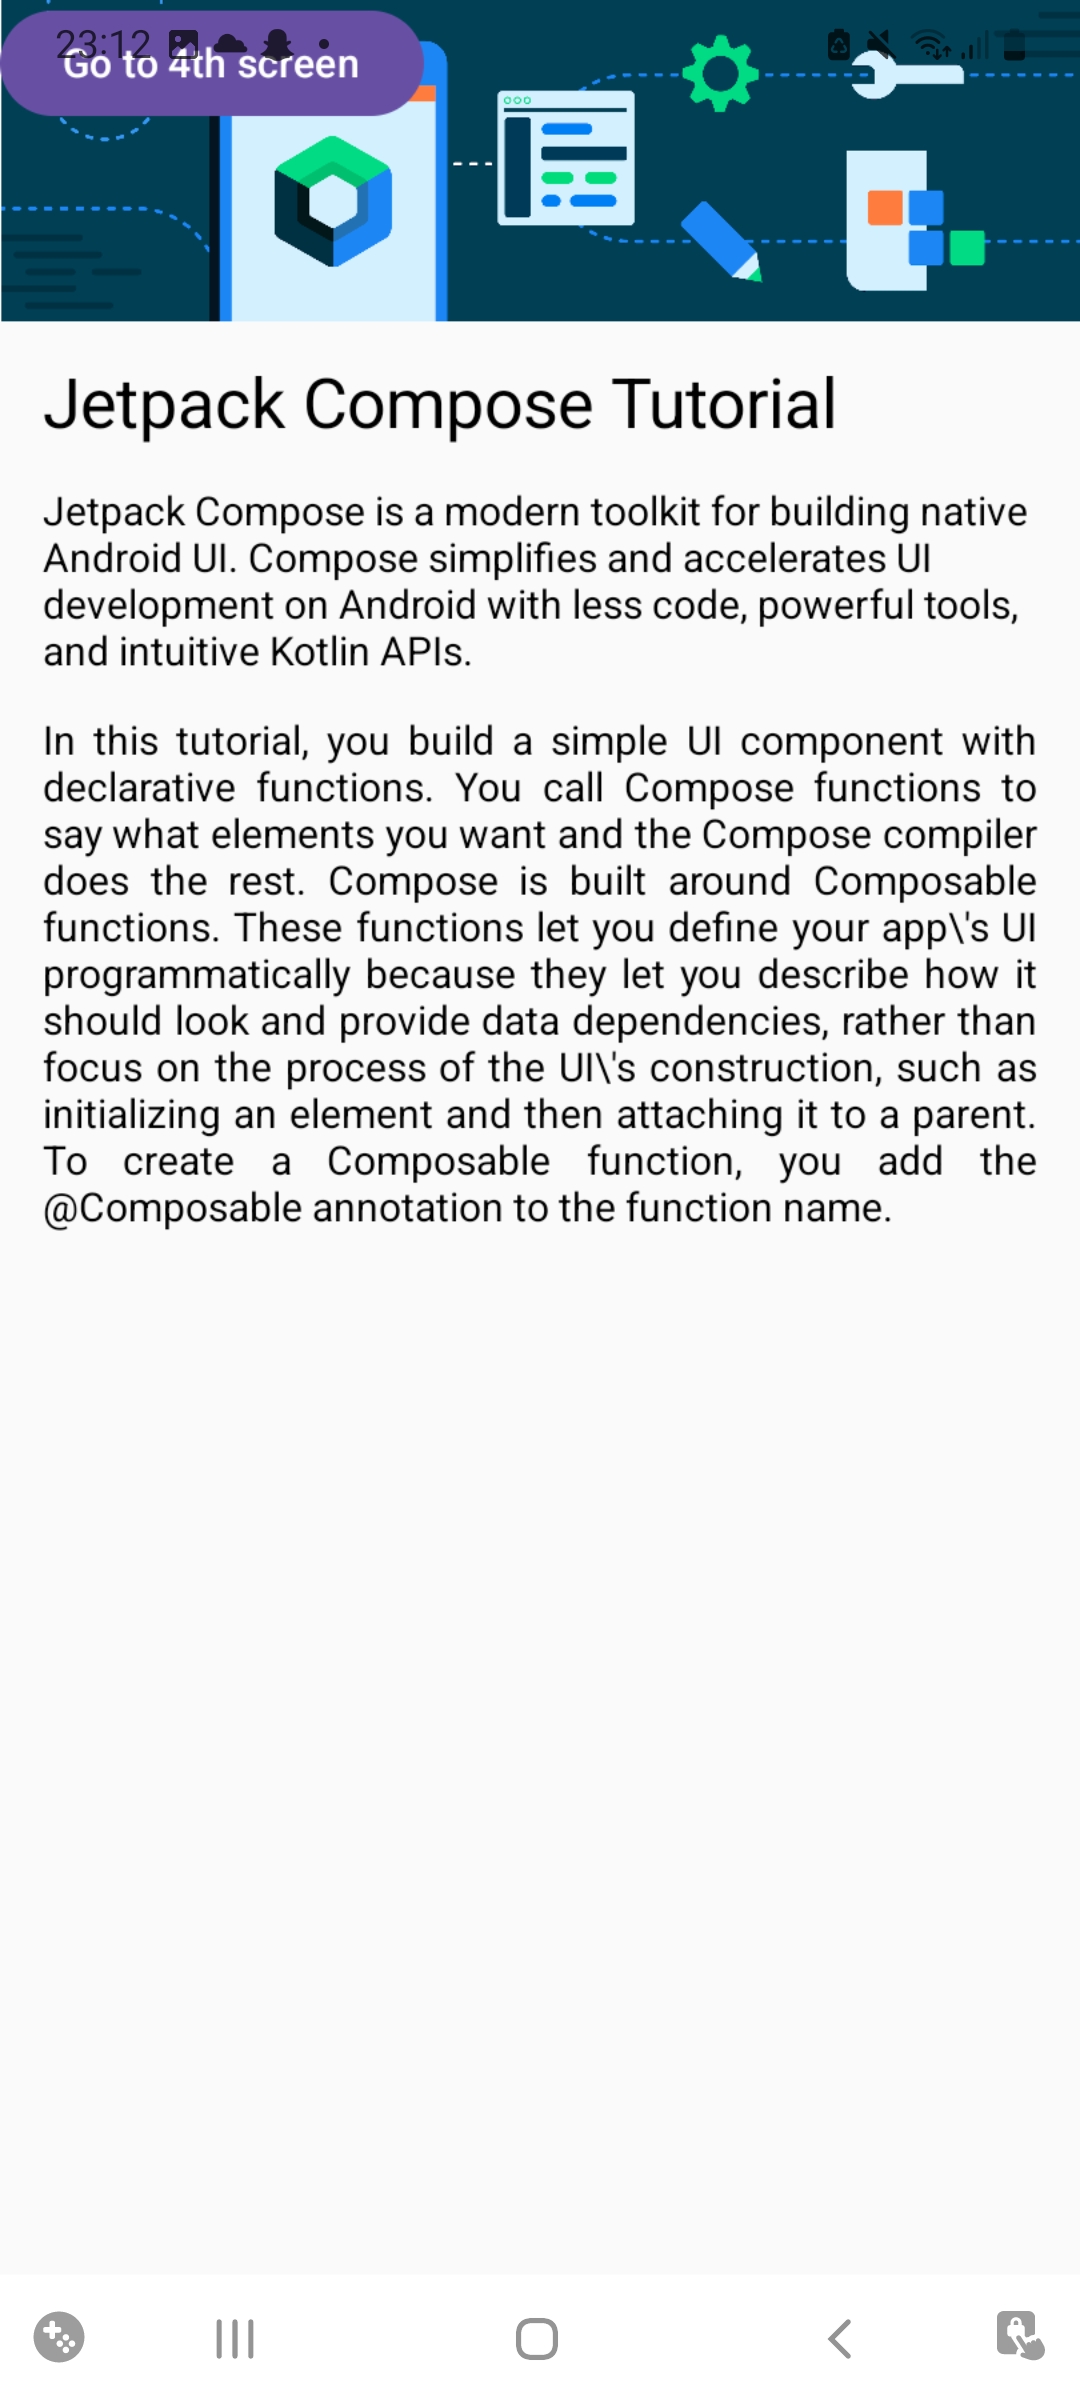 23:12
Go to 4th screen
Jetpack Compose Tutorial
Jetpack Compose is a modern toolkit for building native
Android UI. Compose simplifies and accelerates UI
development on Android with less code, powerful tools,
and intuitive Kotlin APIs.
In this tutorial, you build a simple UI component with
declarative functions. You call Compose functions to
say what elements you want and the Compose compiler
does the rest. Compose is built around Composable
functions. These functions let you define your app\'s UI
programmatically because they let you describe how it
should look and provide data dependencies, rather than
focus on the process of the UI\'s construction, such as
initializing an element and then attaching it to a parent.
To create a Composable function, you add the
@Composable annotation to the function name.